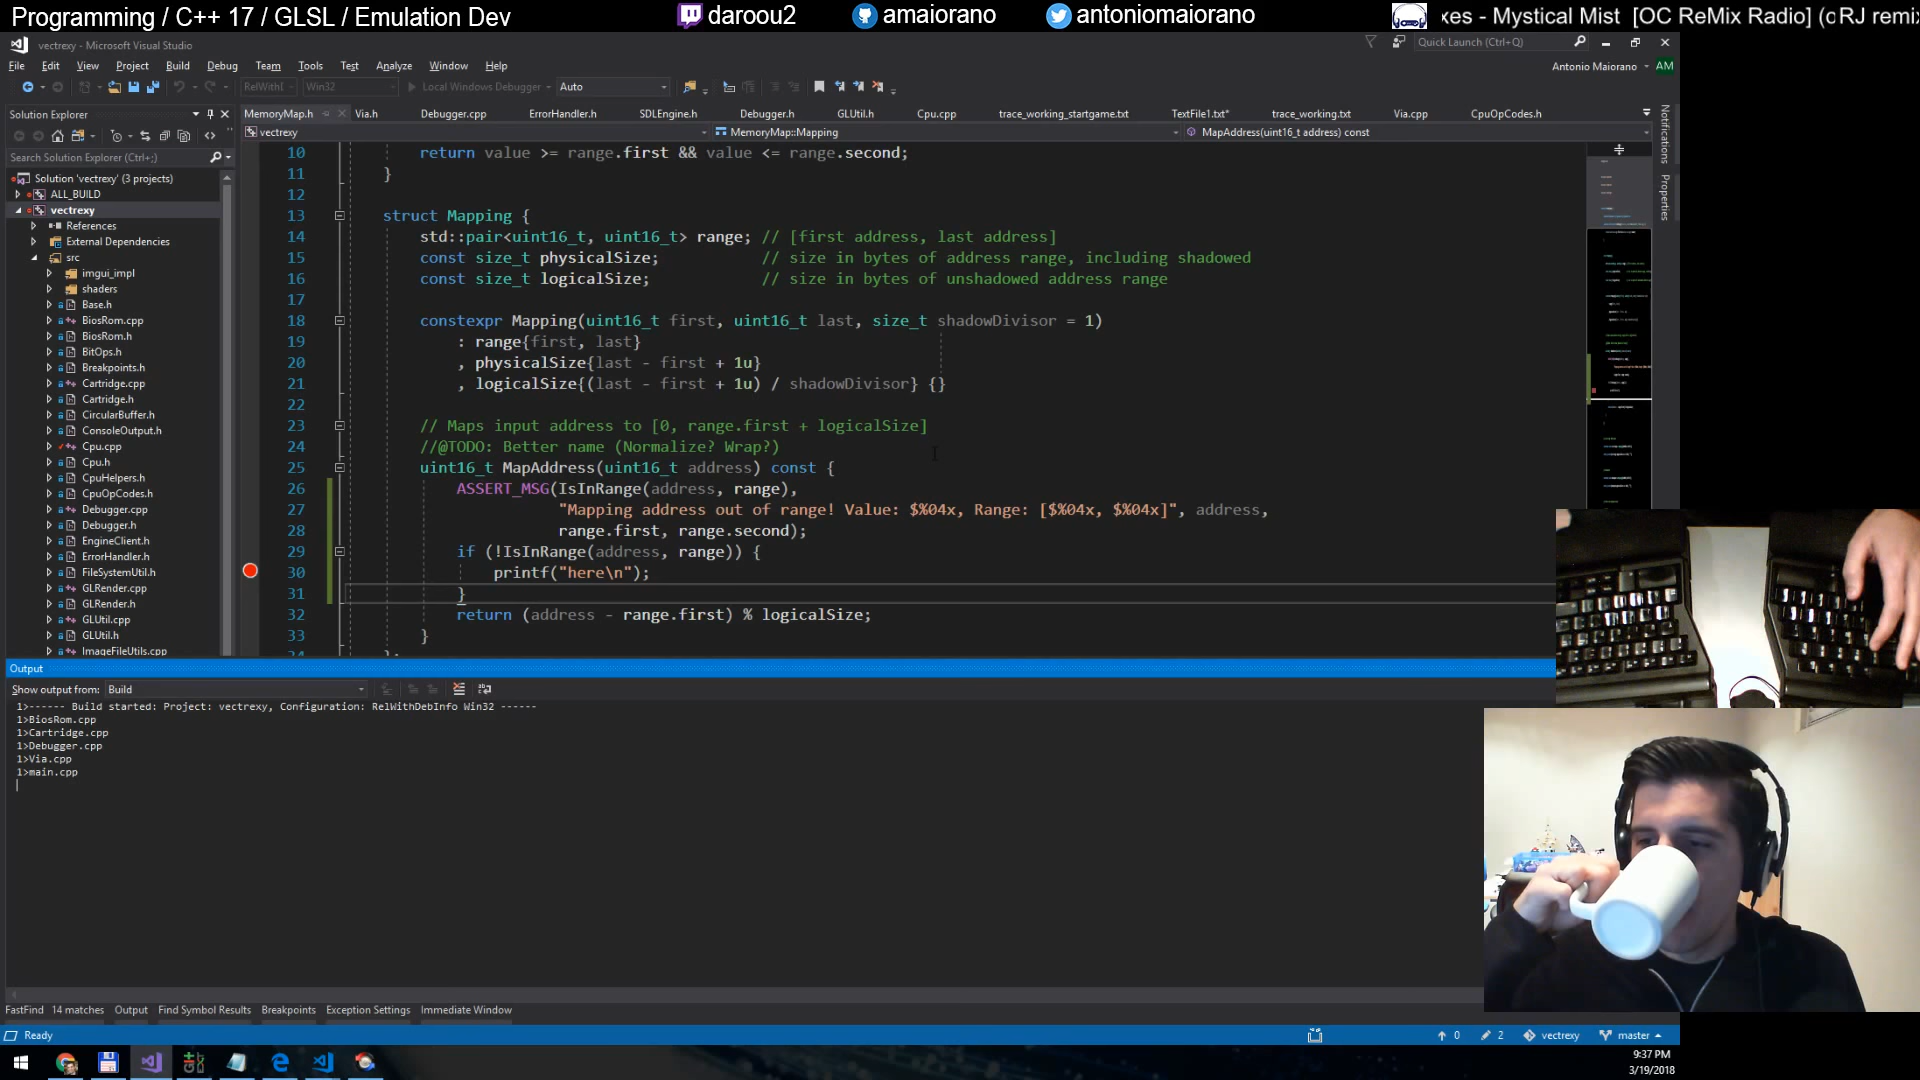 Programming / C++ 17 / GLSL / Emulation Dev
daroou2
amaiorano
antoniomaiorano
xes - Mystical Mist [OC ReMix Radio] (cRJ remix
vectrexy - Microsoft Visual Studio
Quick Launch (Ctrl+Q)
File Edit View Project Build Debug Team Tools Test Analyze Window Help
Antonio Maiorano AM
RelWithl Win32 Local Windows Debugger Auto
Solution Explorer
MemoryMap.h Via.h Debugger.cpp ErrorHandler.h SDLEngine.h Debugger.h GLUtil.h Cpu.cpp trace_working_startgame.txt TextFile1.txt* trace_working.txt Via.cpp CpuOpCodes.h
vectrexy MemoryMap::Mapping MapAddress(uint16_t address) const
Notifications
Properties
Search Solution Explorer (Ctrl+;)
Solution 'vectrexy' (3 projects)
ALL_BUILD
vectrexy
References
External Dependencies
src
imgui_impl
shaders
Base.h
BiosRom.cpp
BiosRom.h
BitOps.h
Breakpoints.h
Cartridge.cpp
Cartridge.h
CircularBuffer.h
ConsoleOutput.h
Cpu.cpp
Cpu.h
CpuHelpers.h
CpuOpCodes.h
Debugger.cpp
Debugger.h
EngineClient.h
ErrorHandler.h
FileSystemUtil.h
GLRender.cpp
GLRender.h
GLUtil.cpp
GLUtil.h
ImageFileUtils.cpp
10 return value >= range.first && value <= range.second;
11 }
12
13 struct Mapping {
14 std::pair<uint16_t, uint16_t> range; // [first address, last address]
15 const size_t physicalSize; // size in bytes of address range, including shadowed
16 const size_t logicalSize; // size in bytes of unshadowed address range
17
18 constexpr Mapping(uint16_t first, uint16_t last, size_t shadowDivisor = 1)
19 : range{first, last}
20 , physicalSize{last - first + 1u}
21 , logicalSize{(last - first + 1u) / shadowDivisor} {}
22
23 // Maps input address to [0, range.first + logicalSize]
24 //@TODO: Better name (Normalize? Wrap?)
25 uint16_t MapAddress(uint16_t address) const {
26 ASSERT_MSG(IsInRange(address, range),
27 "Mapping address out of range! Value: $%04x, Range: [$%04x, $%04x]", address,
28 range.first, range.second);
29 if (!IsInRange(address, range)) {
30 printf("here\n");
31 }
32 return (address - range.first) % logicalSize;
33 }
34 };
Output
Show output from: Build
1>------ Build started: Project: vectrexy, Configuration: RelWithDebInfo Win32 ------
1>BiosRom.cpp
1>Cartridge.cpp
1>Debugger.cpp
1>Via.cpp
1>main.cpp
FastFind 14 matches Output Find Symbol Results Breakpoints Exception Settings Immediate Window
Ready
0 2 vectrexy master
9:37 PM
3/19/2018